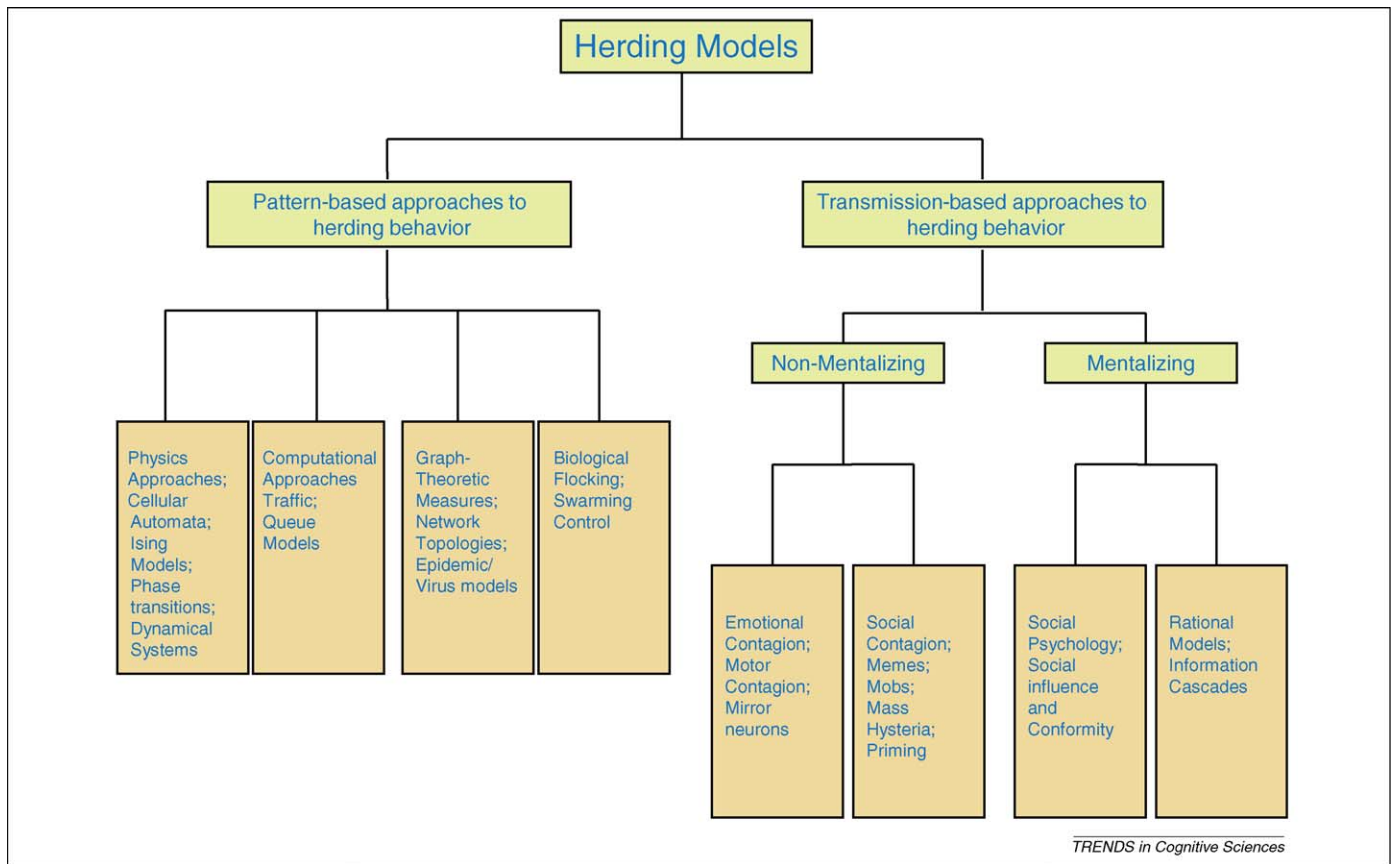 Herding Models
Pattern-based approaches to
herding behavior
Transmission-based approaches to
herding behavior
Non-Mentalizing
Mentalizing
Physics
Approaches;
Cellular
Automata;
Ising
Models;
Phase
transitions;
Dynamical
Systems
Computational
Approaches
Traffic;
Queue
Models
Graph-
Theoretic
Measures;
Network
Topologies;
Epidemic/
Virus models
Biological
Flocking;
Swarming
Control
Emotional
Contagion;
Motor
Contagion;
Mirror
neurons
Social
Contagion;
Memes;
Mobs;
Mass
Hysteria;
Priming
Social
Psychology;
Social
influence
and
Conformity
Rational
Models;
Information
Cascades
TRENDS in Cognitive Sciences